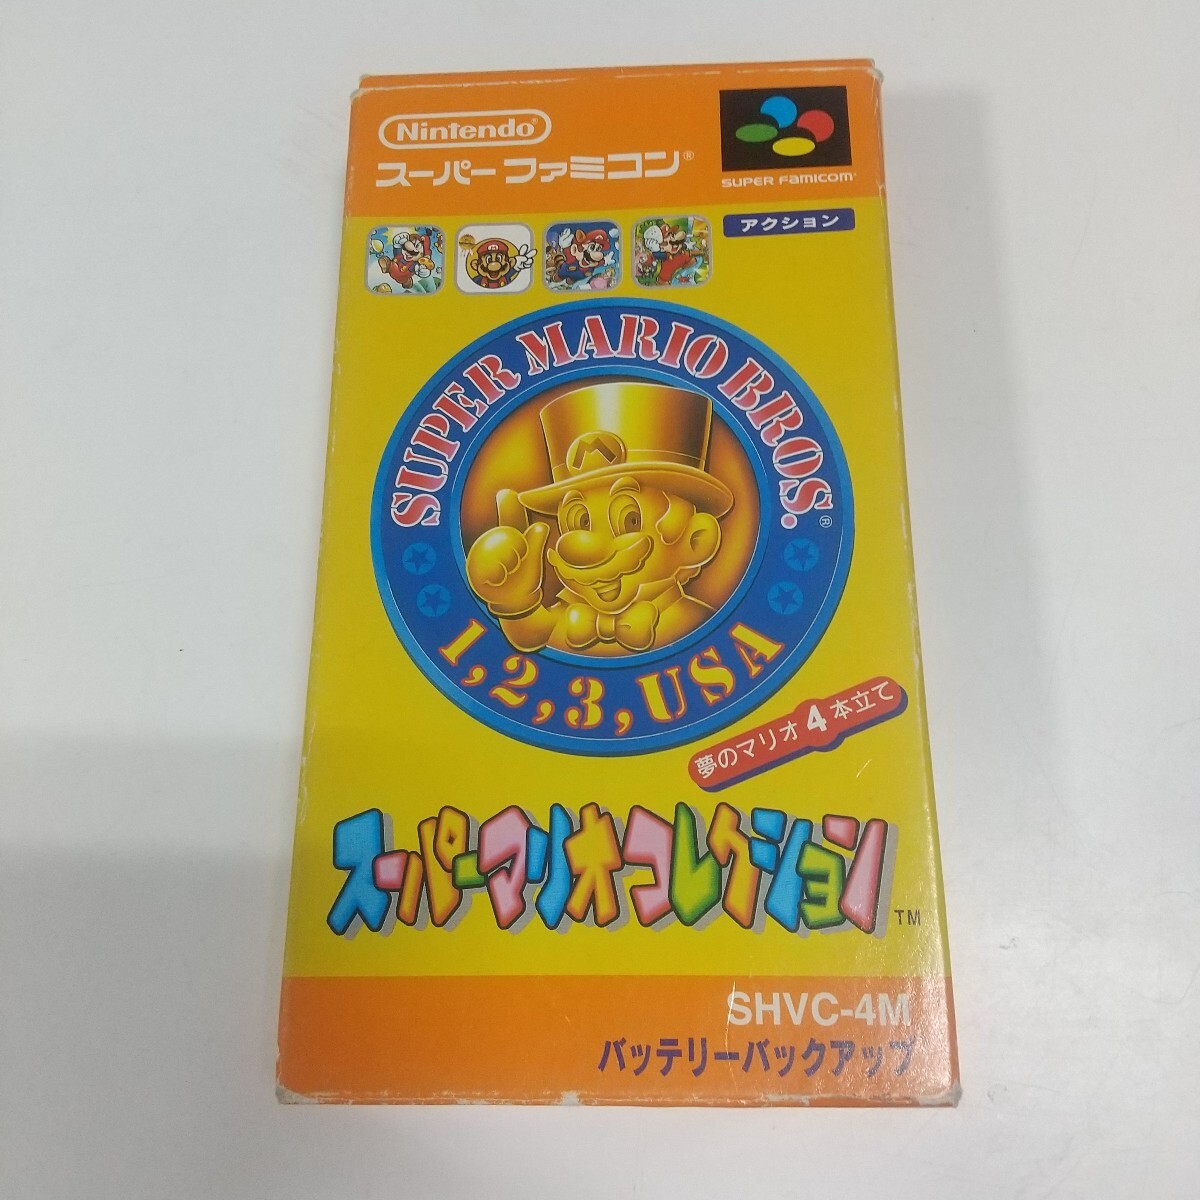 Nintendo®
スーパーファミコン®
SUPER FAMICOM
アクション
SUPER MARIO BROS.®
M
1,2,3,USA
夢のマリオ4本立て
スーパーマリオコレクション™
SHVC-4M
バッテリーバックアップ